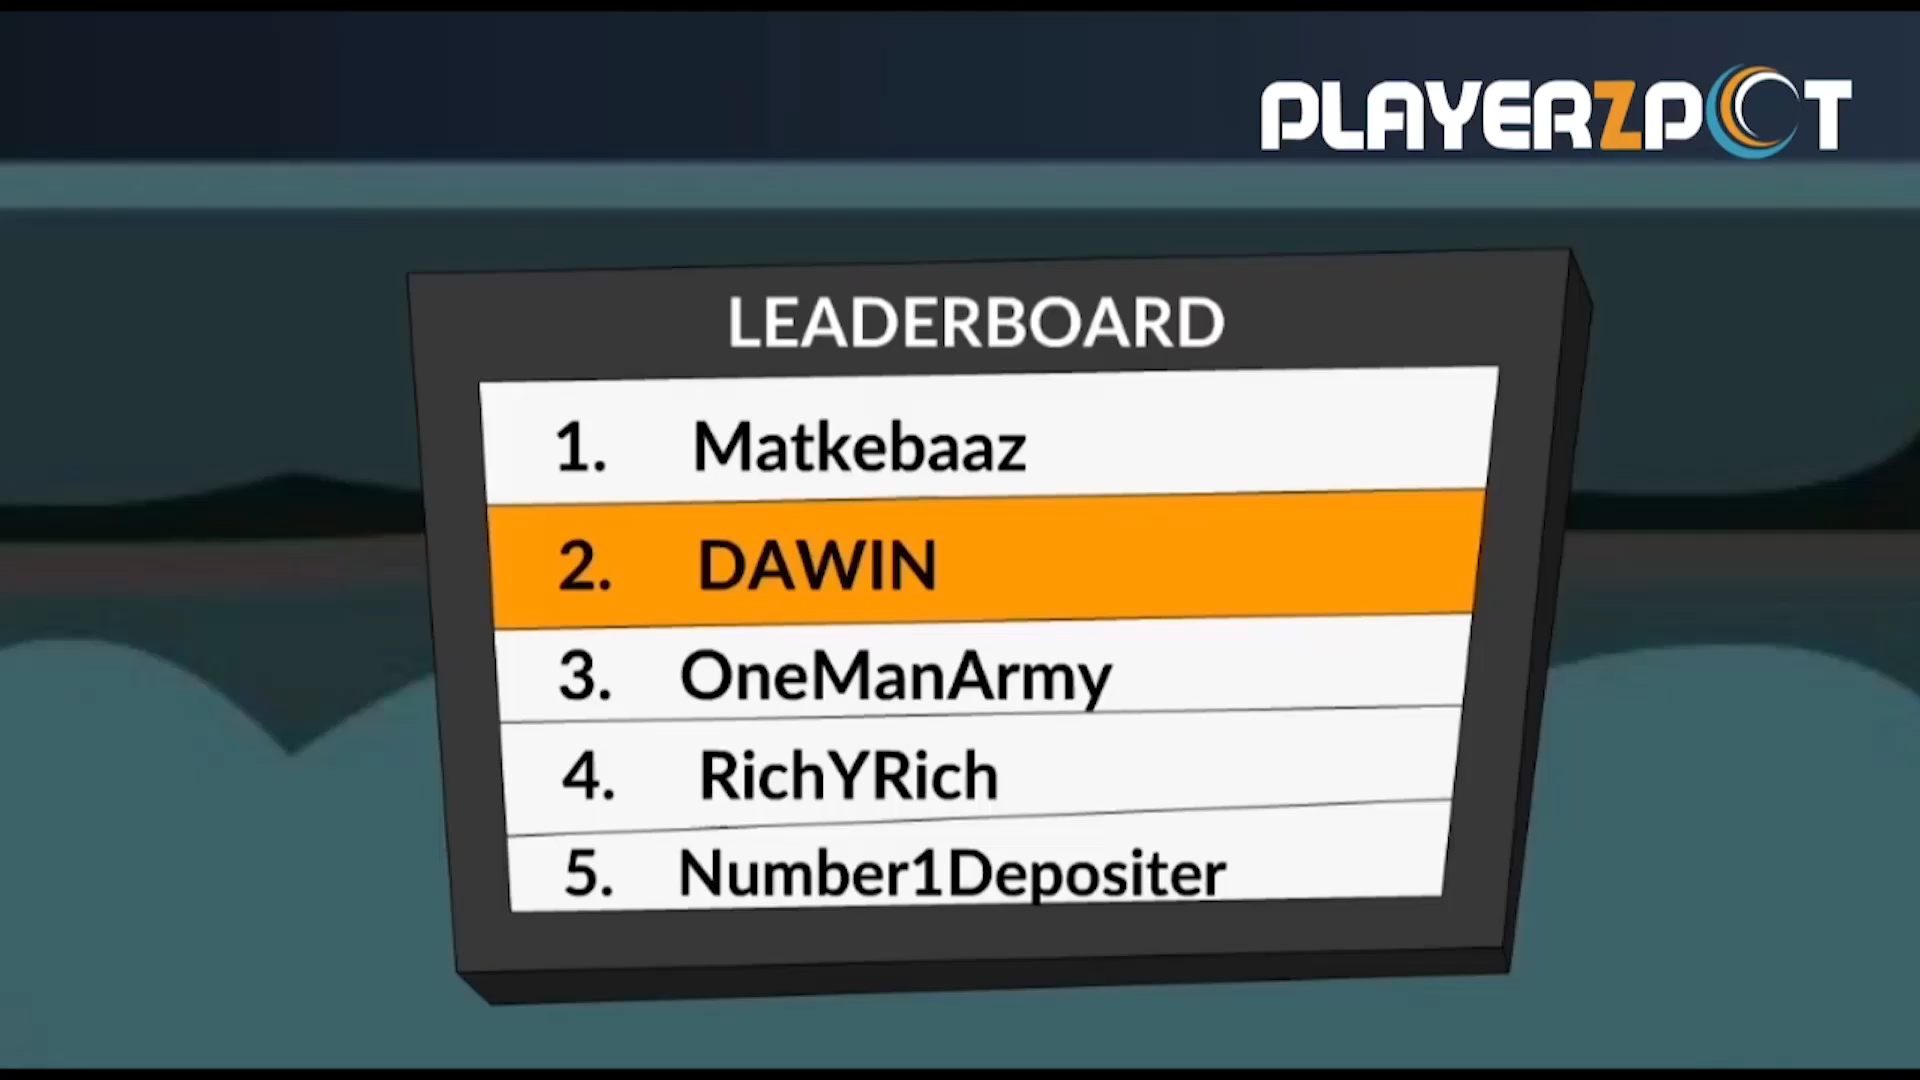 PLAYERZPOT
LEADERBOARD
1. Matkebaaz
2. DAWIN
3. OneManArmy
4. RichYRich
5. Number1Depositer